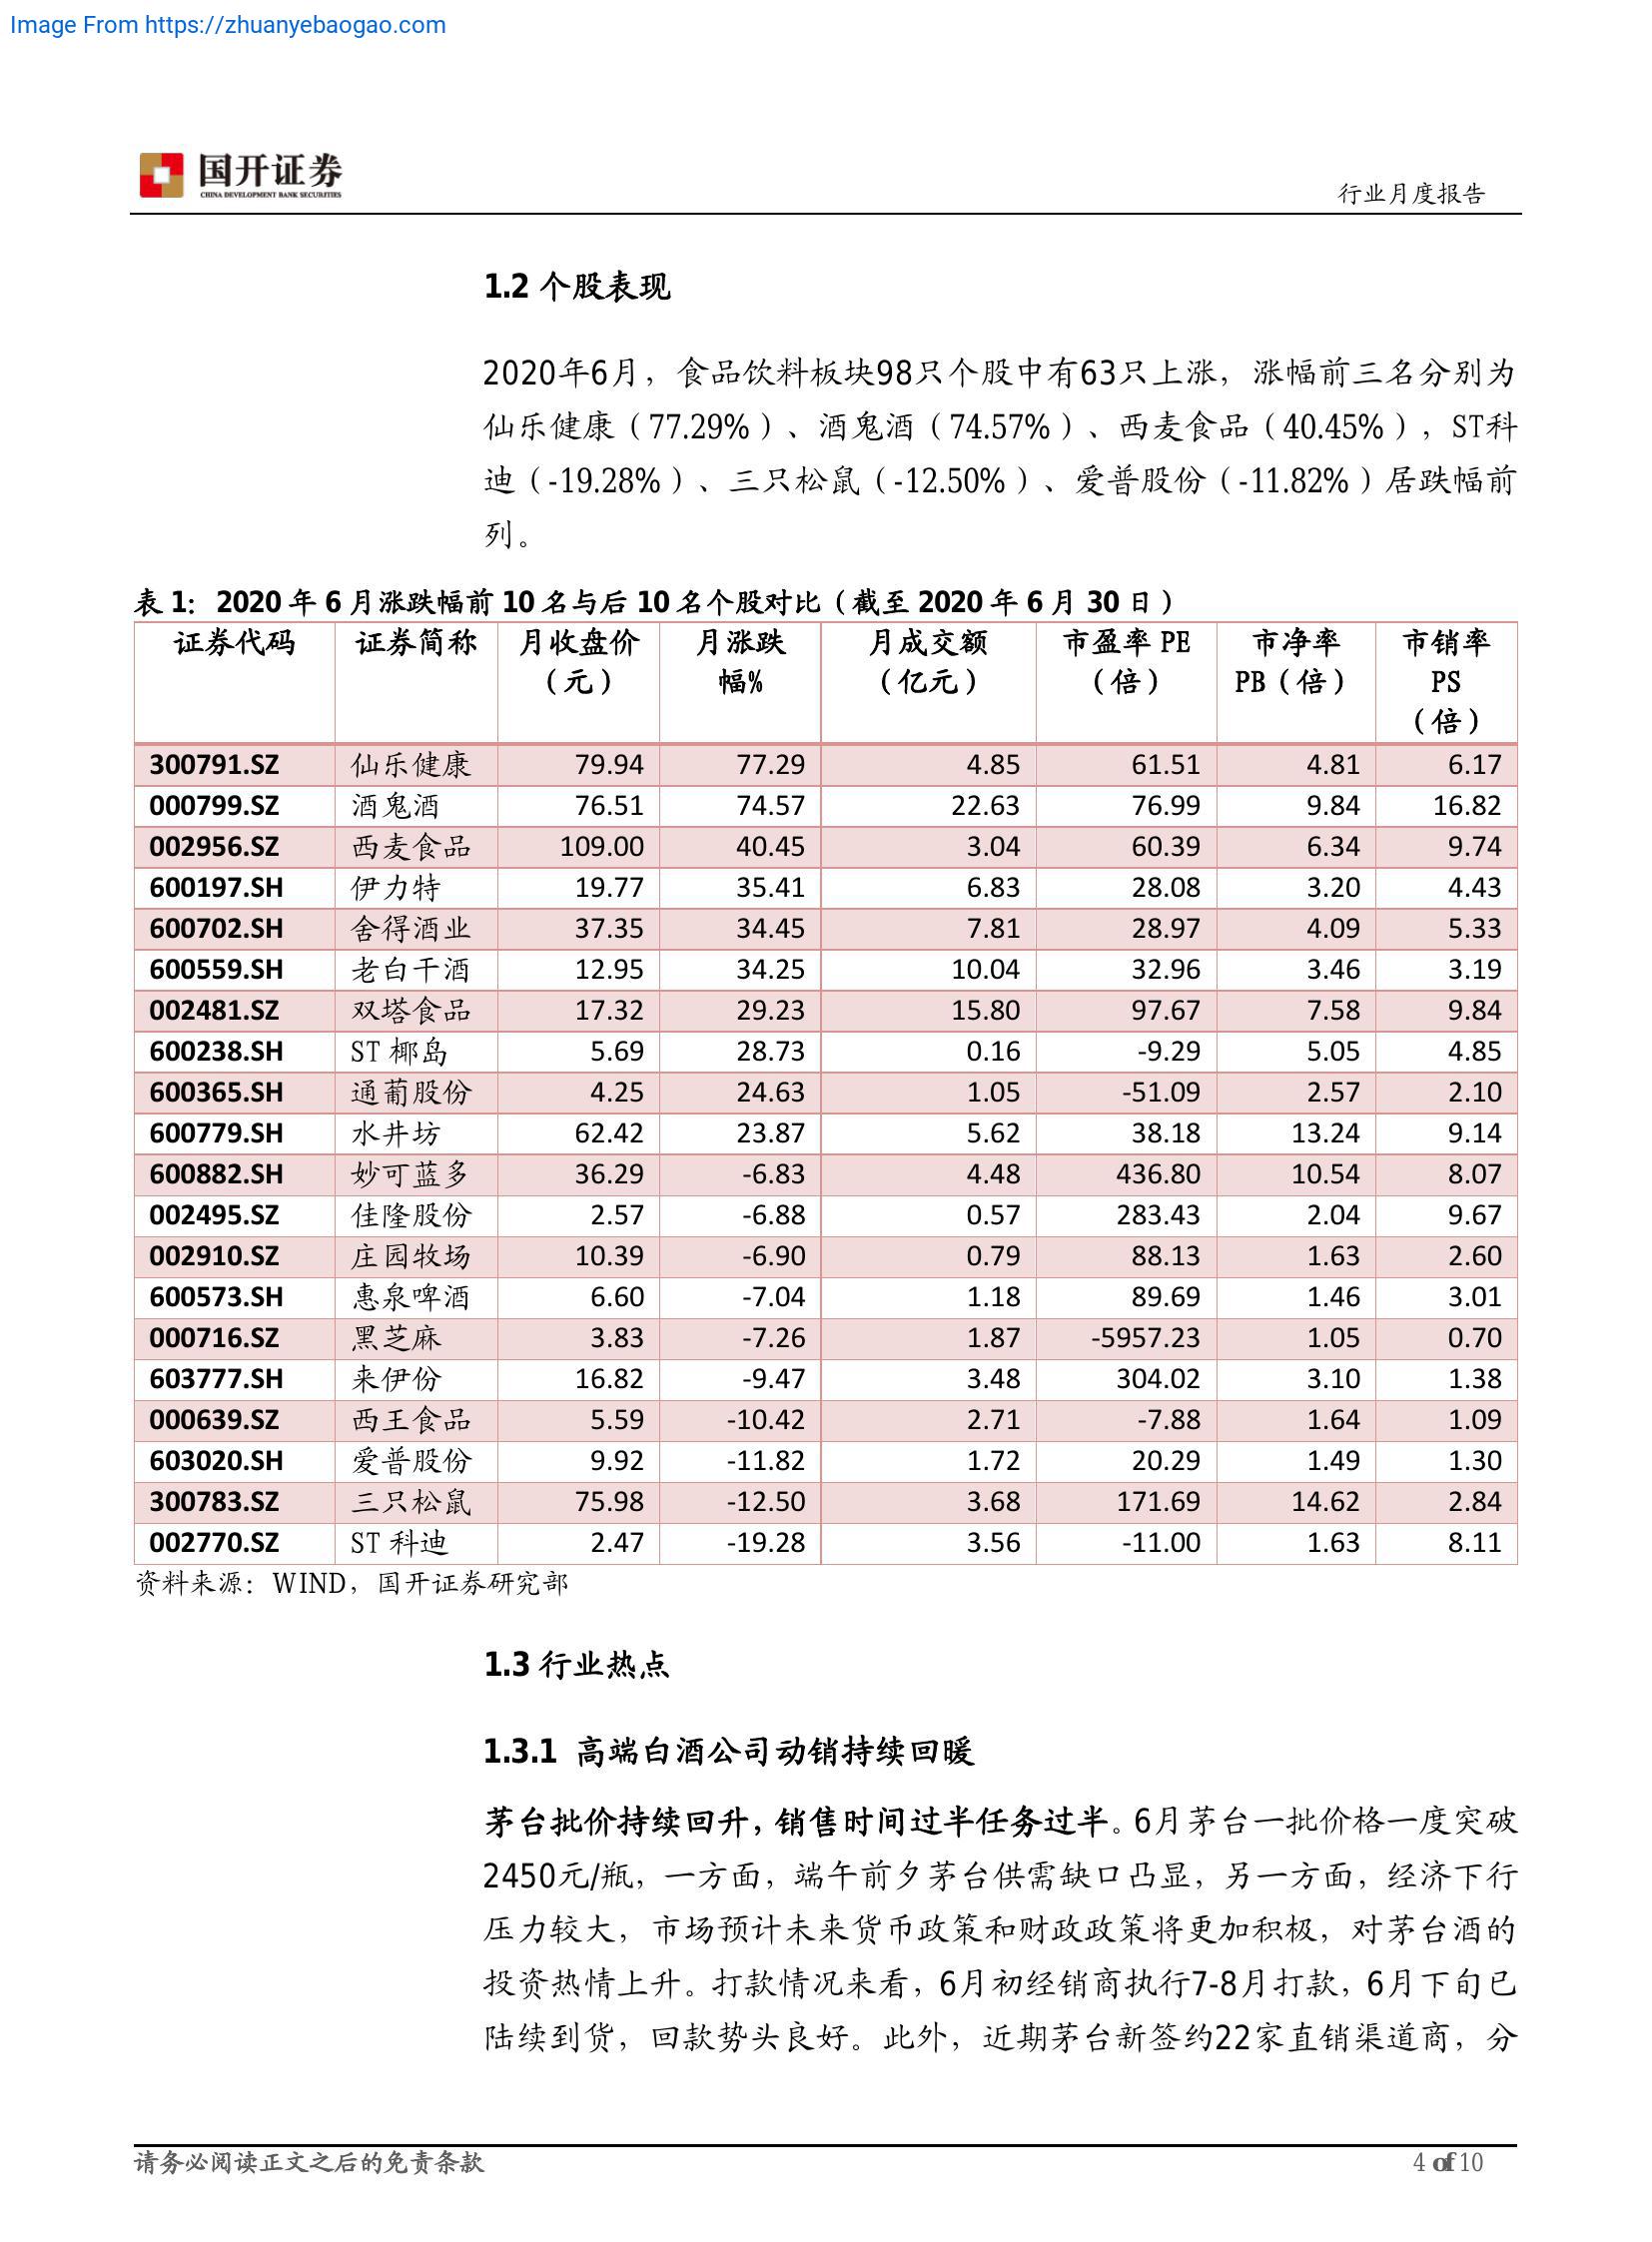 Image From https://zhuanyebaogao.com
国开证券
CHINA DEVELOPMENT BANK SECURITIES
行业月度报告
1.2 个股表现
2020年6月，食品饮料板块98只个股中有63只上涨，涨幅前三名分别为
仙乐健康（77.29%）、酒鬼酒（74.57%）、西麦食品（40.45%），ST科
迪（-19.28%）、三只松鼠（-12.50%）、爱普股份（-11.82%）居跌幅前
列。
表 1：2020 年 6 月涨跌幅前 10 名与后 10 名个股对比（截至 2020 年 6 月 30 日）
证券代码 证券简称 月收盘价 月涨跌 月成交额 市盈率 PE 市净率 市销率
（元） 幅% （亿元） （倍） PB（倍） PS
（倍）
300791.SZ 仙乐健康 79.94 77.29 4.85 61.51 4.81 6.17
000799.SZ 酒鬼酒 76.51 74.57 22.63 76.99 9.84 16.82
002956.SZ 西麦食品 109.00 40.45 3.04 60.39 6.34 9.74
600197.SH 伊力特 19.77 35.41 6.83 28.08 3.20 4.43
600702.SH 舍得酒业 37.35 34.45 7.81 28.97 4.09 5.33
600559.SH 老白干酒 12.95 34.25 10.04 32.96 3.46 3.19
002481.SZ 双塔食品 17.32 29.23 15.80 97.67 7.58 9.84
600238.SH ST 椰岛 5.69 28.73 0.16 -9.29 5.05 4.85
600365.SH 通葡股份 4.25 24.63 1.05 -51.09 2.57 2.10
600779.SH 水井坊 62.42 23.87 5.62 38.18 13.24 9.14
600882.SH 妙可蓝多 36.29 -6.83 4.48 436.80 10.54 8.07
002495.SZ 佳隆股份 2.57 -6.88 0.57 283.43 2.04 9.67
002910.SZ 庄园牧场 10.39 -6.90 0.79 88.13 1.63 2.60
600573.SH 惠泉啤酒 6.60 -7.04 1.18 89.69 1.46 3.01
000716.SZ 黑芝麻 3.83 -7.26 1.87 -5957.23 1.05 0.70
603777.SH 来伊份 16.82 -9.47 3.48 304.02 3.10 1.38
000639.SZ 西王食品 5.59 -10.42 2.71 -7.88 1.64 1.09
603020.SH 爱普股份 9.92 -11.82 1.72 20.29 1.49 1.30
300783.SZ 三只松鼠 75.98 -12.50 3.68 171.69 14.62 2.84
002770.SZ ST 科迪 2.47 -19.28 3.56 -11.00 1.63 8.11
资料来源：WIND，国开证券研究部
1.3 行业热点
1.3.1 高端白酒公司动销持续回暖
茅台批价持续回升，销售时间过半任务过半。6月茅台一批价格一度突破
2450元/瓶，一方面，端午前夕茅台供需缺口凸显，另一方面，经济下行
压力较大，市场预计未来货币政策和财政政策将更加积极，对茅台酒的
投资热情上升。打款情况来看，6月初经销商执行7-8月打款，6月下旬已
陆续到货，回款势头良好。此外，近期茅台新签约22家直销渠道商，分
请务必阅读正文之后的免责条款
4 of 10